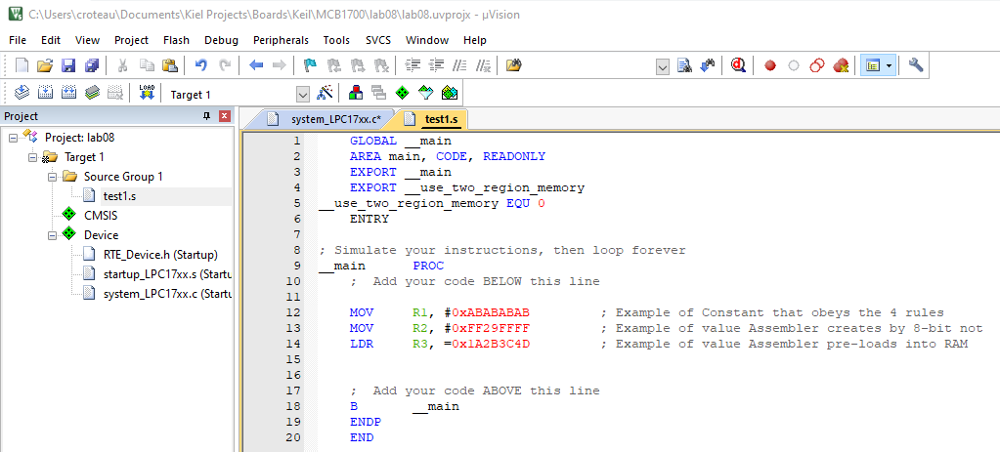 C:\Users\croteau\Documents\Kiel Projects\Boards\Keil\MCB1700\lab08\lab08.uvprojx - µVision
File Edit View Project Flash Debug Peripherals Tools SVCS Window Help
LOAD Target 1
Project
system_LPC17xx.c* test1.s
Project: lab08
Target 1
Source Group 1
test1.s
CMSIS
Device
RTE_Device.h (Startup)
startup_LPC17xx.s (Startu
system_LPC17xx.c (Startu
1 GLOBAL __main
2 AREA main, CODE, READONLY
3 EXPORT __main
4 EXPORT __use_two_region_memory
5 __use_two_region_memory EQU 0
6 ENTRY
7
8 ; Simulate your instructions, then loop forever
9 __main PROC
10 ; Add your code BELOW this line
11
12 MOV R1, #0xABABABAB ; Example of Constant that obeys the 4 rules
13 MOV R2, #0xFF29FFFF ; Example of value Assembler creates by 8-bit not
14 LDR R3, =0x1A2B3C4D ; Example of value Assembler pre-loads into RAM
15
16
17 ; Add your code ABOVE this line
18 B __main
19 ENDP
20 END